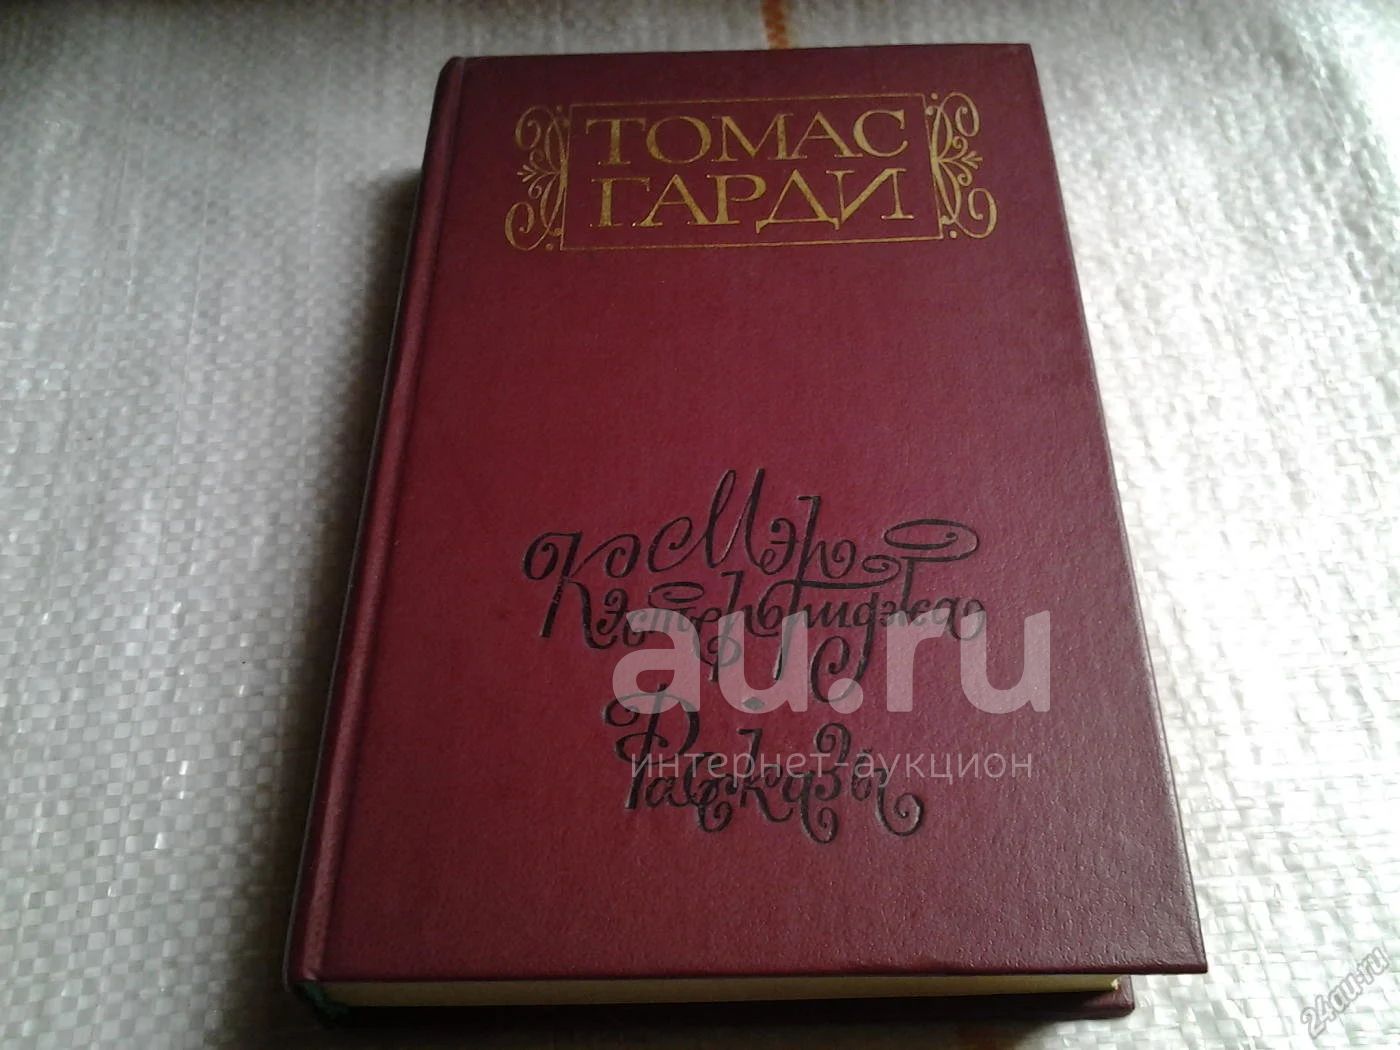 ТОМАС
ГАРДИ
Мэр
Кэстербриджа
Рассказы
au.ru
интернет-аукцион
24au.ru